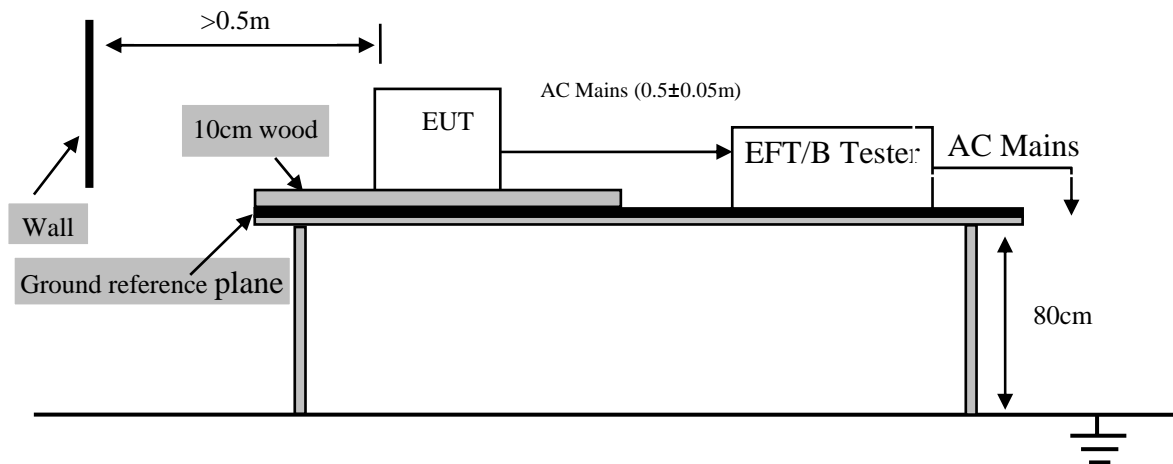 >0.5m
AC Mains (0.5±0.05m)
EUT
10cm wood
EFT/B Tester
AC Mains
Wall
Ground reference plane
80cm